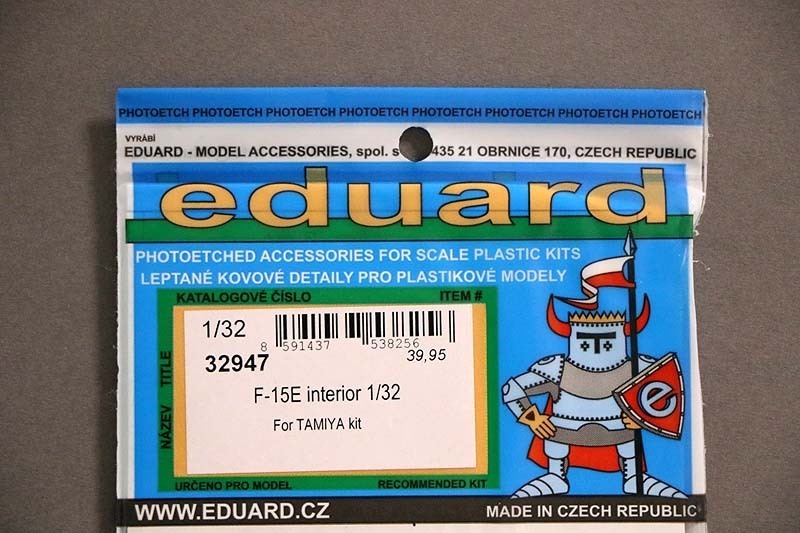 PHOTOETCH PHOTOETCH PHOTOETCH PHOTOETCH PHOTOETCH PHOTOETCH PHOTOETCH PHOTOETCH
VYRÁBÍ
EDUARD - MODEL ACCESSORIES, spol. s 435 21 OBRNICE 170, CZECH REPUBLIC
eduard
PHOTOETCHED ACCESSORIES FOR SCALE PLASTIC KITS
LEPTANÉ KOVOVÉ DETAILY PRO PLASTIKOVÉ MODELY
KATALOGOVÉ ČÍSLO ITEM #
1/32
8 591437 538256
32947 39,95
NÁZEV TITLE
F-15E interior 1/32
For TAMIYA kit
e
URČENO PRO MODEL RECOMMENDED KIT
WWW.EDUARD.CZ MADE IN CZECH REPUBLIC